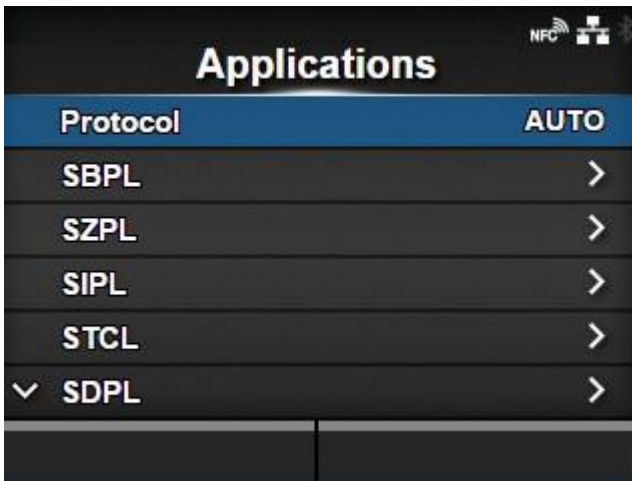 NFC
Applications
Protocol AUTO
SBPL
SZPL
SIPL
STCL
SDPL